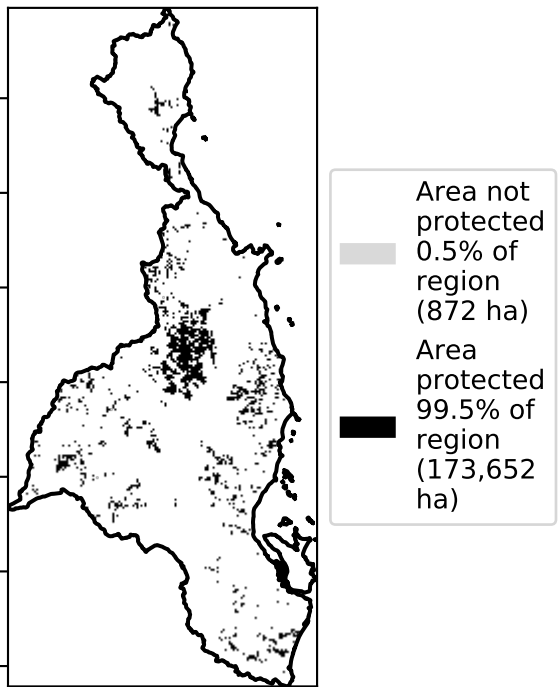 Area not
protected
0.5% of
region
(872 ha)
Area
protected
99.5% of
region
(173,652
ha)